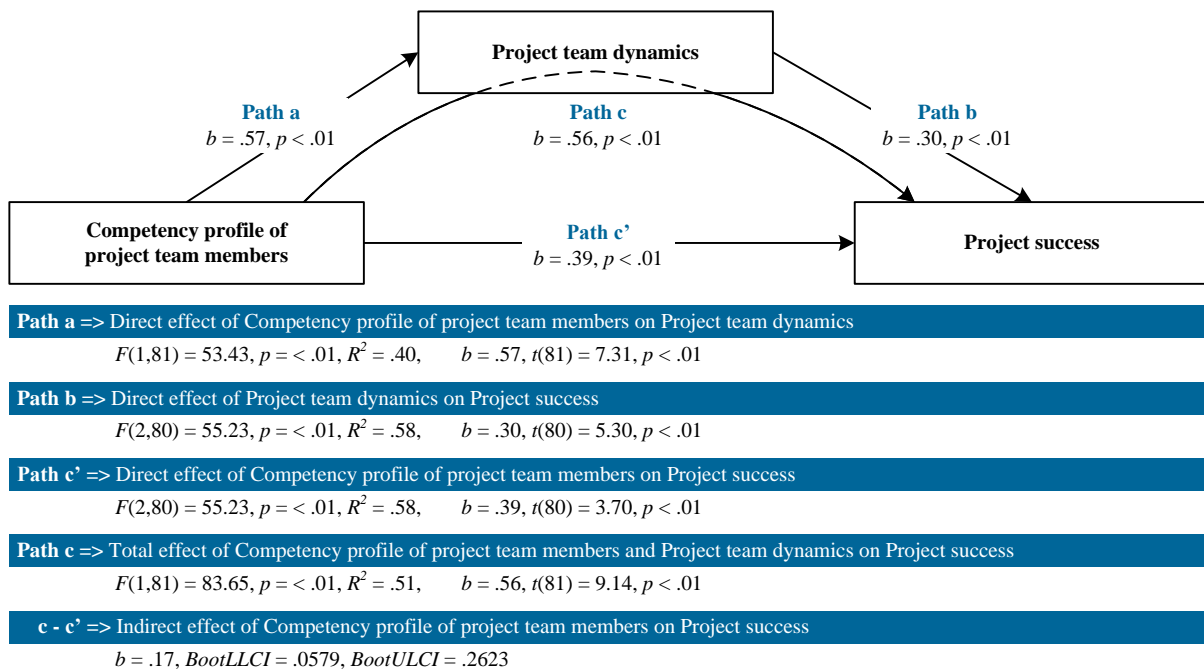 Project team dynamics
Path a
b = .57, p < .01
Path c
b = .56, p < .01
Path b
b = .30, p < .01
Competency profile of
project team members
Path c’
b = .39, p < .01
Project success
Path a => Direct effect of Competency profile of project team members on Project team dynamics
F(1,81) = 53.43, p = < .01, R² = .40, b = .57, t(81) = 7.31, p < .01
Path b => Direct effect of Project team dynamics on Project success
F(2,80) = 55.23, p = < .01, R² = .58, b = .30, t(80) = 5.30, p < .01
Path c’ => Direct effect of Competency profile of project team members on Project success
F(2,80) = 55.23, p = < .01, R² = .58, b = .39, t(80) = 3.70, p < .01
Path c => Total effect of Competency profile of project team members and Project team dynamics on Project success
F(1,81) = 83.65, p = < .01, R² = .51, b = .56, t(81) = 9.14, p < .01
c - c’ => Indirect effect of Competency profile of project team members on Project success
b = .17, BootLLCI = .0579, BootULCI = .2623